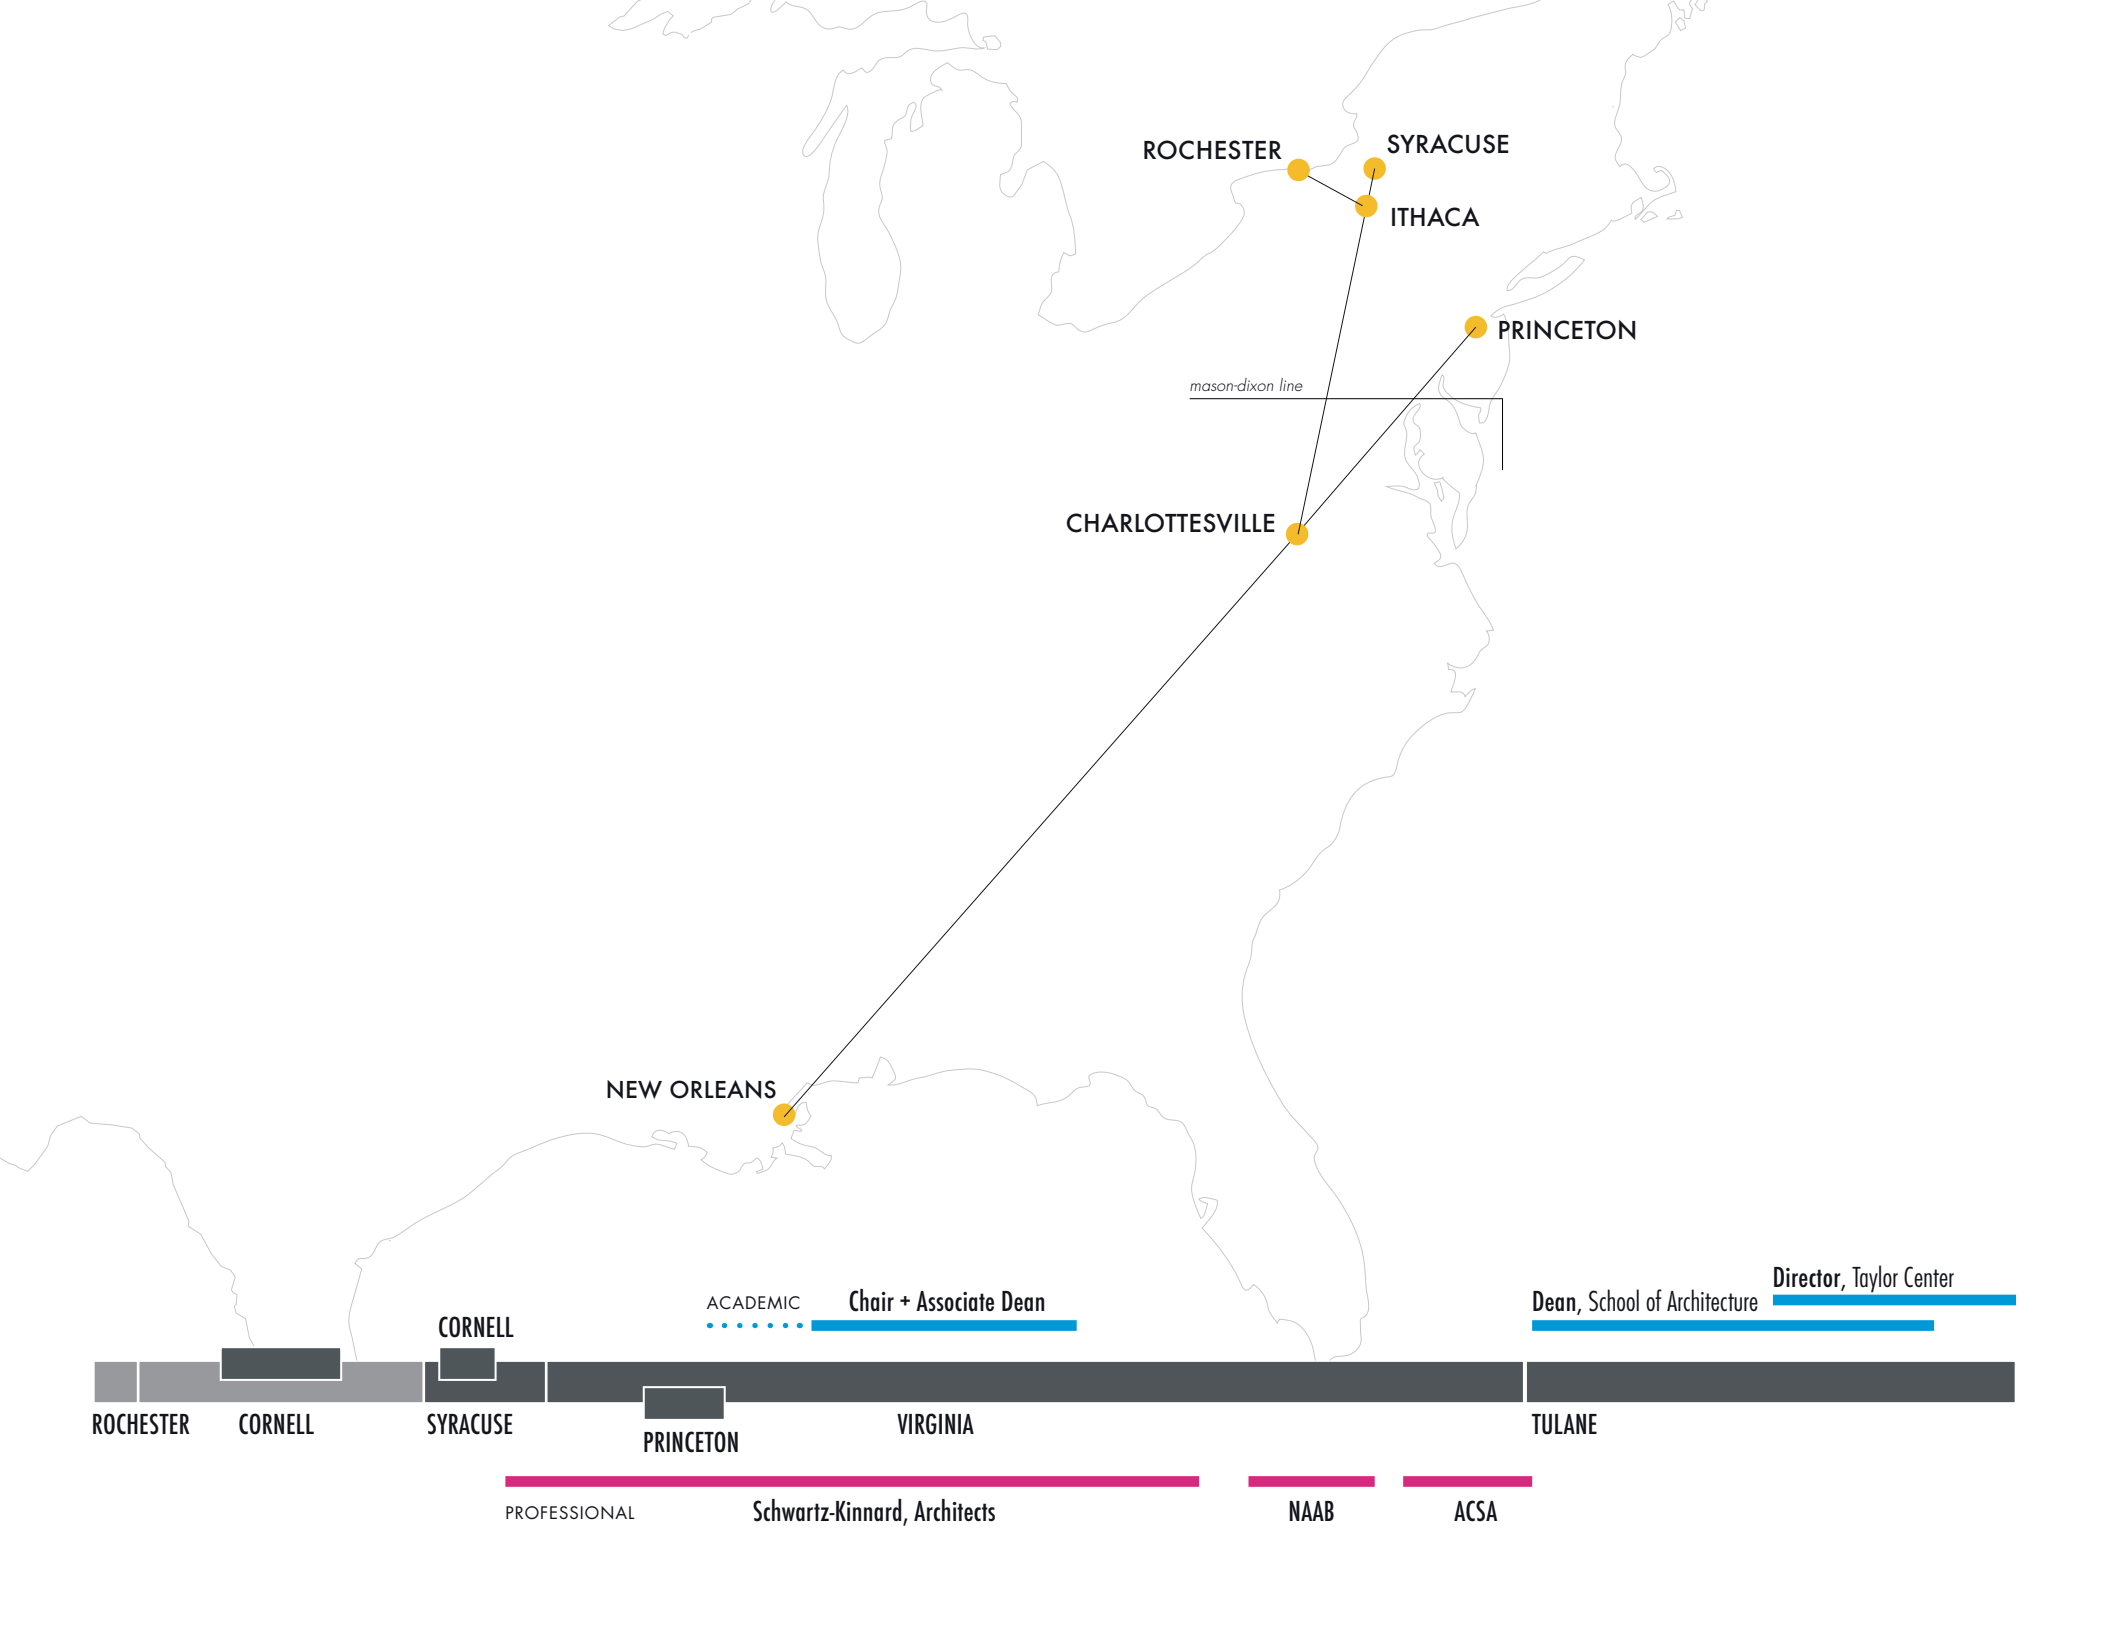 ROCHESTER
SYRACUSE
ITHACA
PRINCETON
mason-dixon line
CHARLOTTESVILLE
NEW ORLEANS
Director, Taylor Center
ACADEMIC
Chair + Associate Dean
Dean, School of Architecture
CORNELL
ROCHESTER
CORNELL
SYRACUSE
PRINCETON
VIRGINIA
TULANE
PROFESSIONAL
Schwartz-Kinnard, Architects
NAAB
ACSA